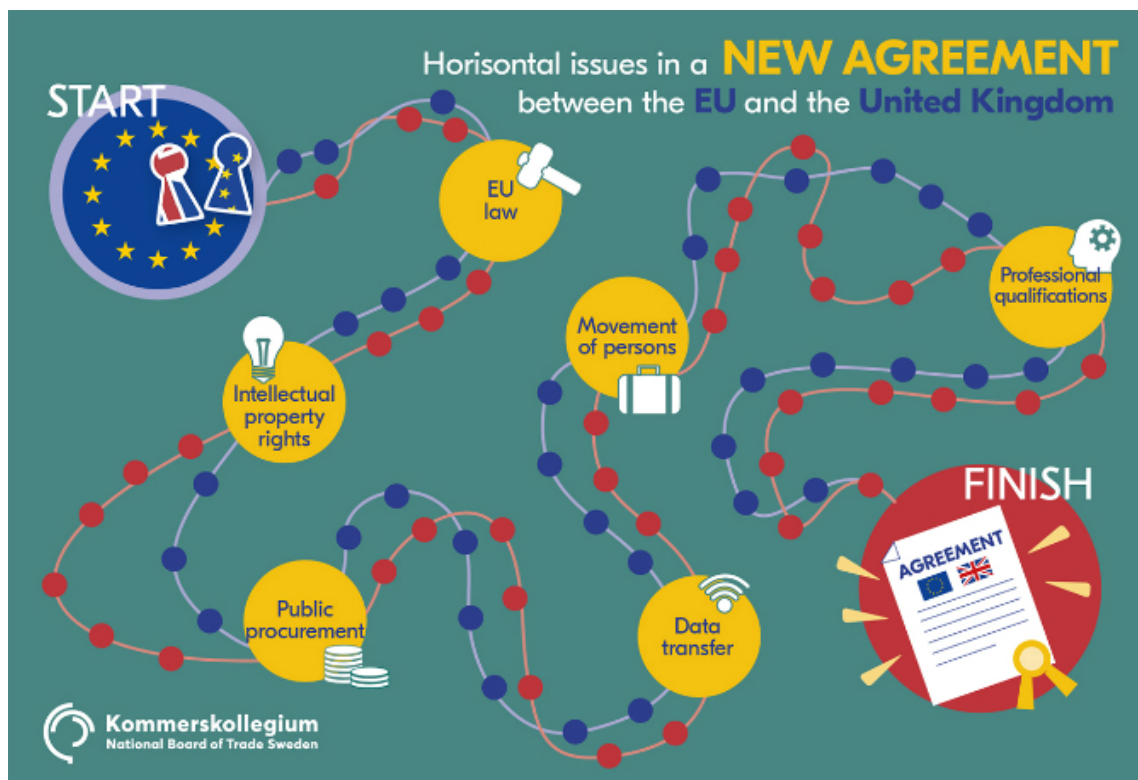 Horisontal issues in a NEW AGREEMENT
between the EU and the United Kingdom
START
EU
law
Intellectual
property
rights
Public
procurement
Data
transfer
Movement
of persons
Professional
qualifications
FINISH
AGREEMENT
Kommerskollegium
National Board of Trade Sweden